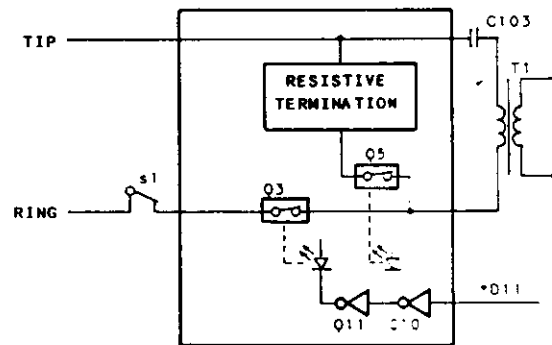 C103
TIP
T1
RESISTIVE
TERMINATION
Q5
s1
Q3
RING
*D11
Q11